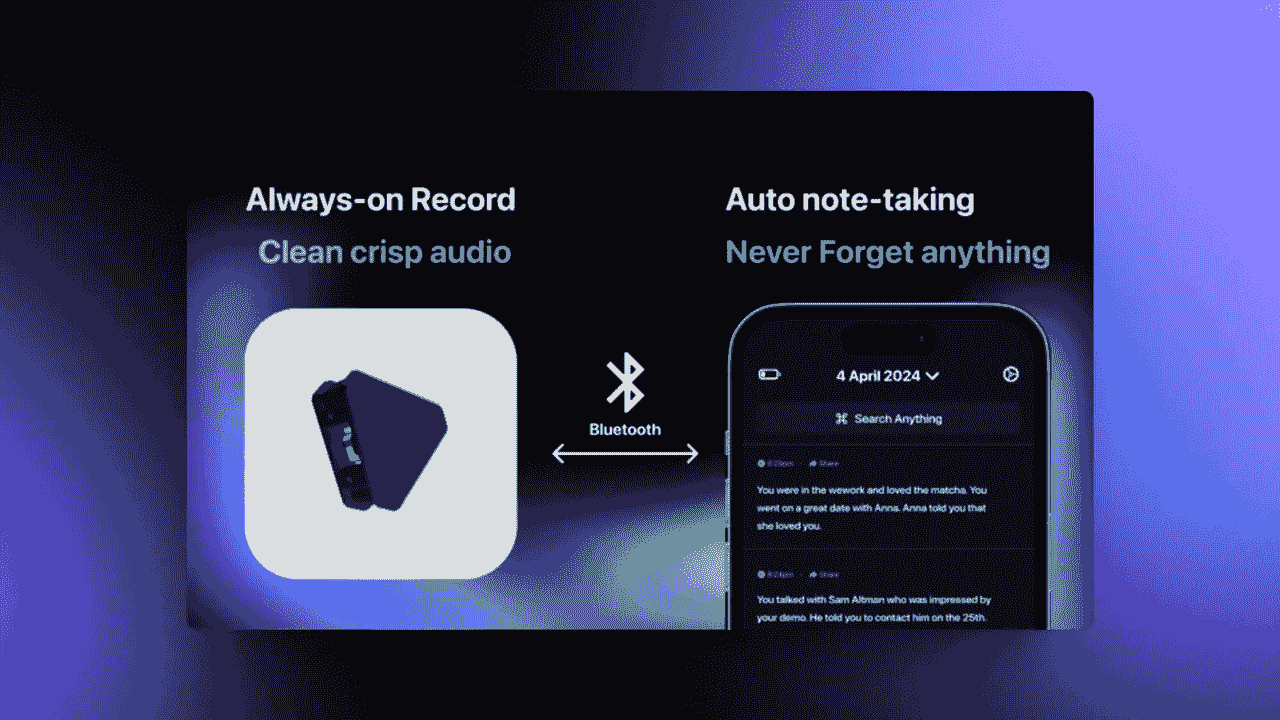 Always-on Record
Clean crisp audio
Bluetooth
Auto note-taking
Never Forget anything
4 April 2024
Search Anything
Share
You were in the wework and loved the matcha. You
went on a great date with Anna. Anna told you that
she loved you.
Share
You talked with Sam Altman who was impressed by
your demo. He told you to contact him on the 25th.